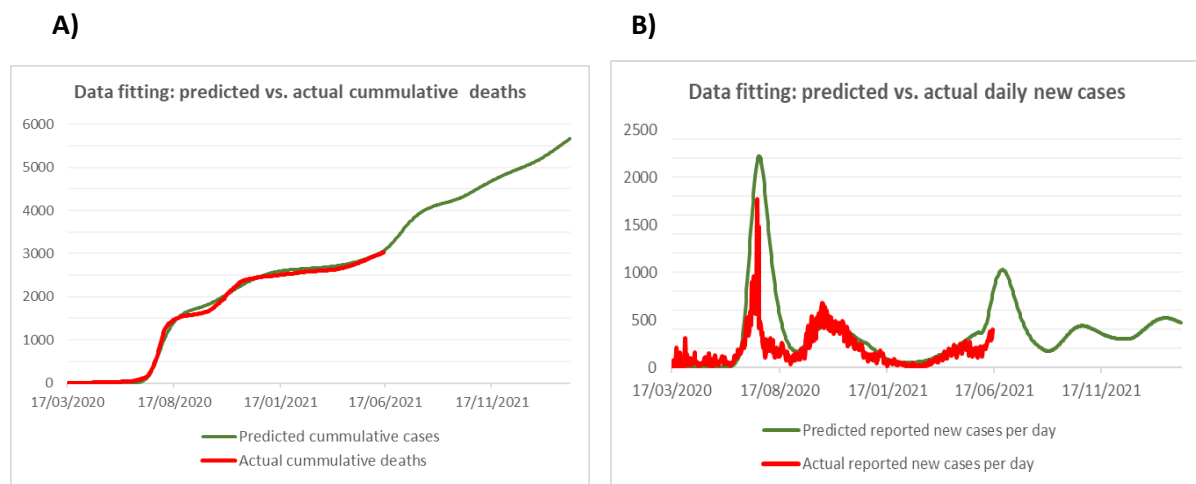 A)
B)
Data fitting: predicted vs. actual cummulative deaths
6000
5000
4000
3000
2000
1000
0
17/03/2020 17/08/2020 17/01/2021 17/06/2021 17/11/2021
Predicted cummulative cases
Actual cummulative deaths
Data fitting: predicted vs. actual daily new cases
2500
2000
1500
1000
500
0
17/03/2020 17/08/2020 17/01/2021 17/06/2021 17/11/2021
Predicted reported new cases per day
Actual reported new cases per day